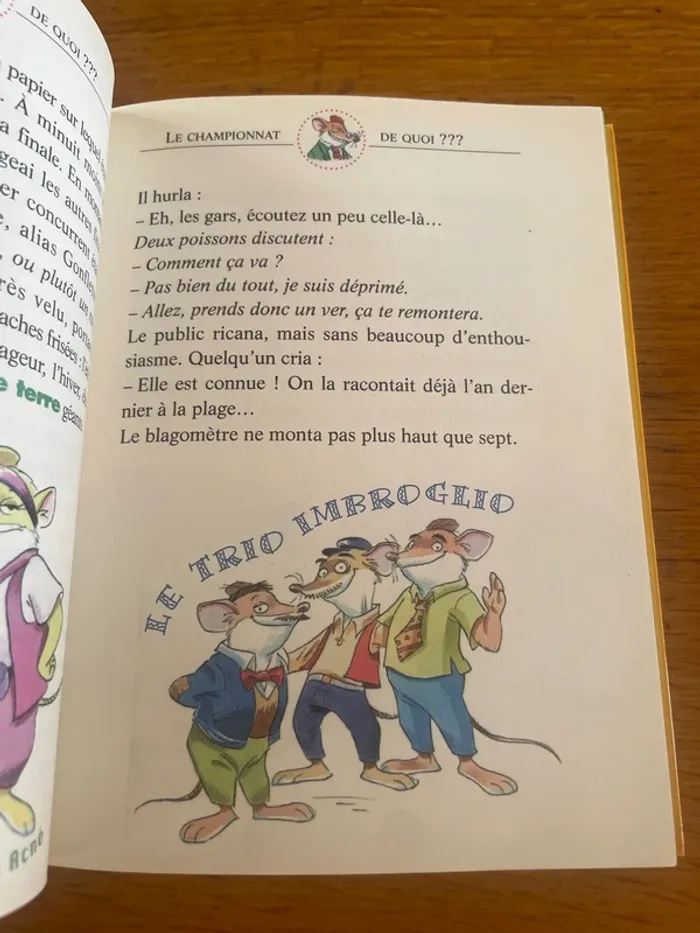 DE QUOI ???
papier sur lequel
À minuit
a finale. En
geai les autres
er concurrent
alias Gonfle
ou plutôt un
rès velu,
aches frisées :
ageur, l'hiver,
e terre géant
Acné
LE CHAMPIONNAT DE QUOI ???
Il hurla :
– Eh, les gars, écoutez un peu celle-là…
Deux poissons discutent :
– Comment ça va ?
– Pas bien du tout, je suis déprimé.
– Allez, prends donc un ver, ça te remontera.
Le public ricana, mais sans beaucoup d'enthou-
siasme. Quelqu'un cria :
– Elle est connue ! On la racontait déjà l'an der-
nier à la plage…
Le blagomètre ne monta pas plus haut que sept.
LE TRIO IMBROGLIO